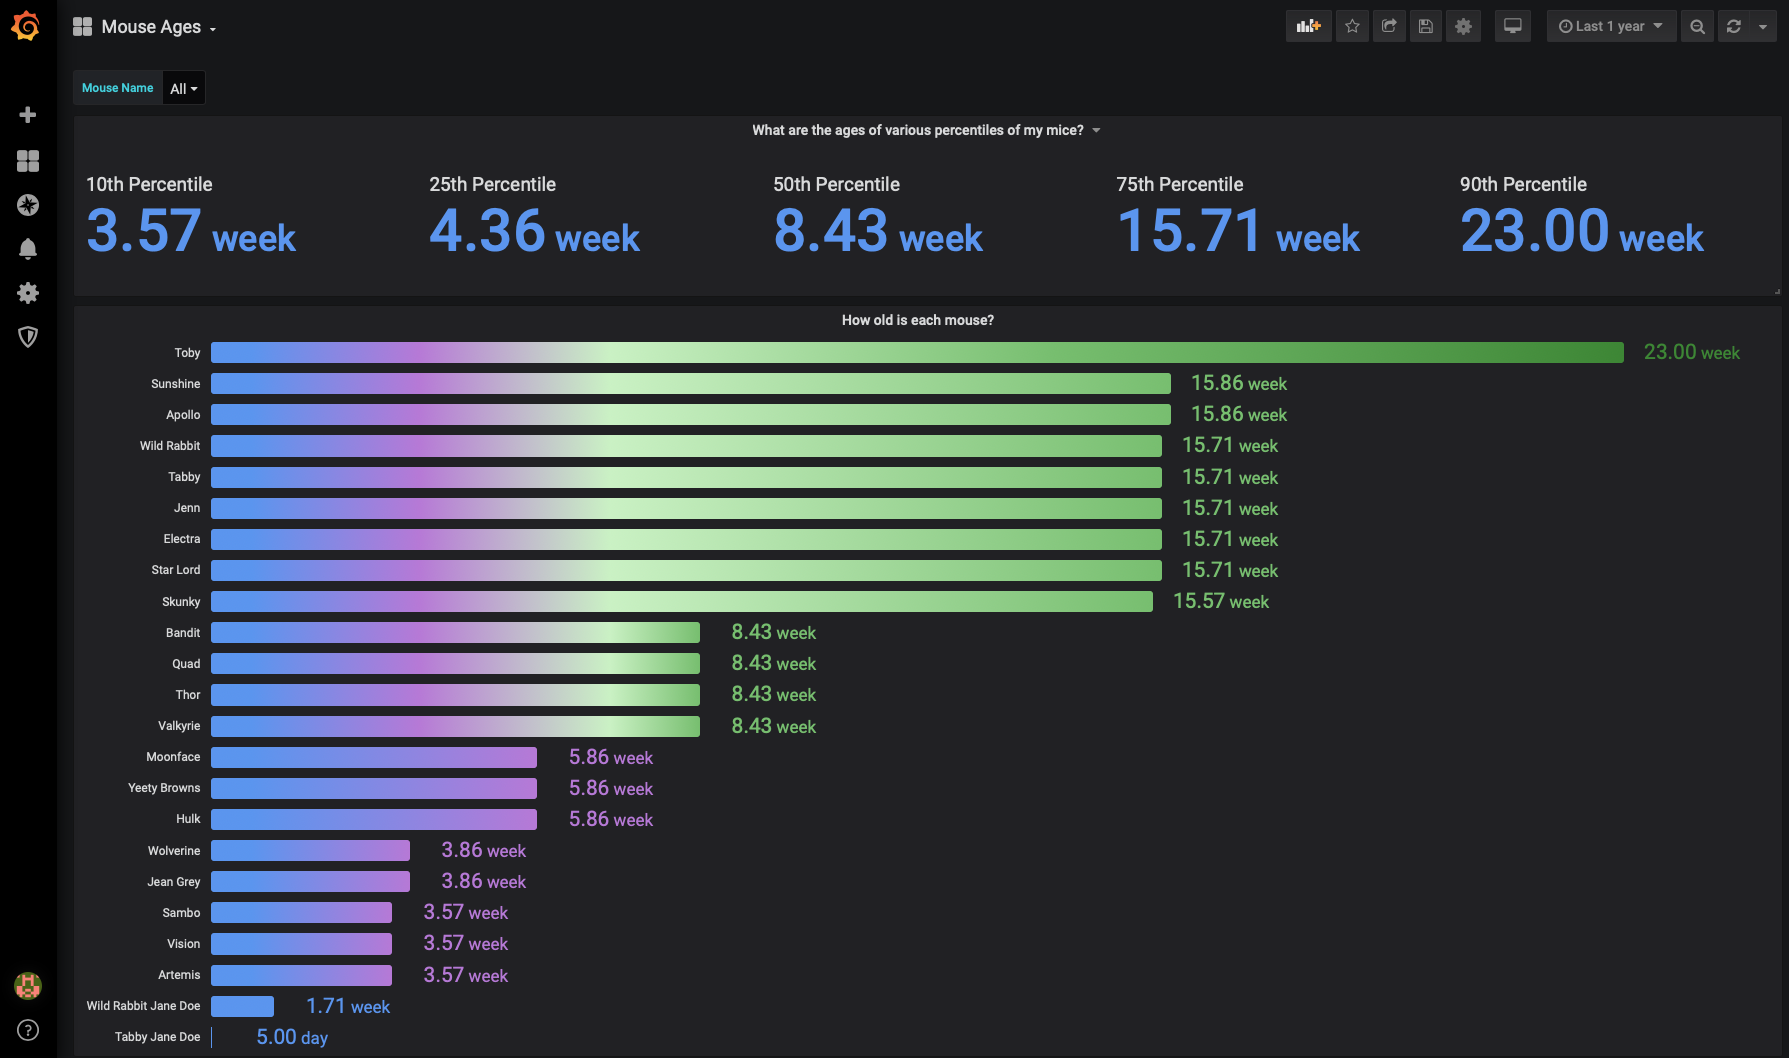 Mouse Ages
Last 1 year
Mouse Name All
What are the ages of various percentiles of my mice?
10th Percentile 25th Percentile 50th Percentile 75th Percentile 90th Percentile
3.57 week 4.36 week 8.43 week 15.71 week 23.00 week
How old is each mouse?
Toby 23.00 week
Sunshine 15.86 week
Apollo 15.86 week
Wild Rabbit 15.71 week
Tabby 15.71 week
Jenn 15.71 week
Electra 15.71 week
Star Lord 15.71 week
Skunky 15.57 week
Bandit 8.43 week
Quad 8.43 week
Thor 8.43 week
Valkyrie 8.43 week
Moonface 5.86 week
Yeety Browns 5.86 week
Hulk 5.86 week
Wolverine 3.86 week
Jean Grey 3.86 week
Sambo 3.57 week
Vision 3.57 week
Artemis 3.57 week
Wild Rabbit Jane Doe 1.71 week
Tabby Jane Doe 5.00 day